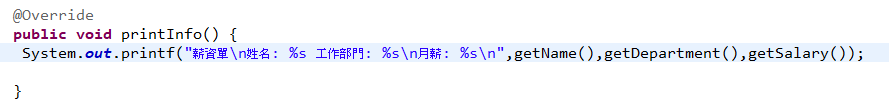 @Override
public void printInfo() {
System.out.printf("薪資單\n姓名: %s 工作部門: %s\n月薪: %s\n",getName(),getDepartment(),getSalary());
}